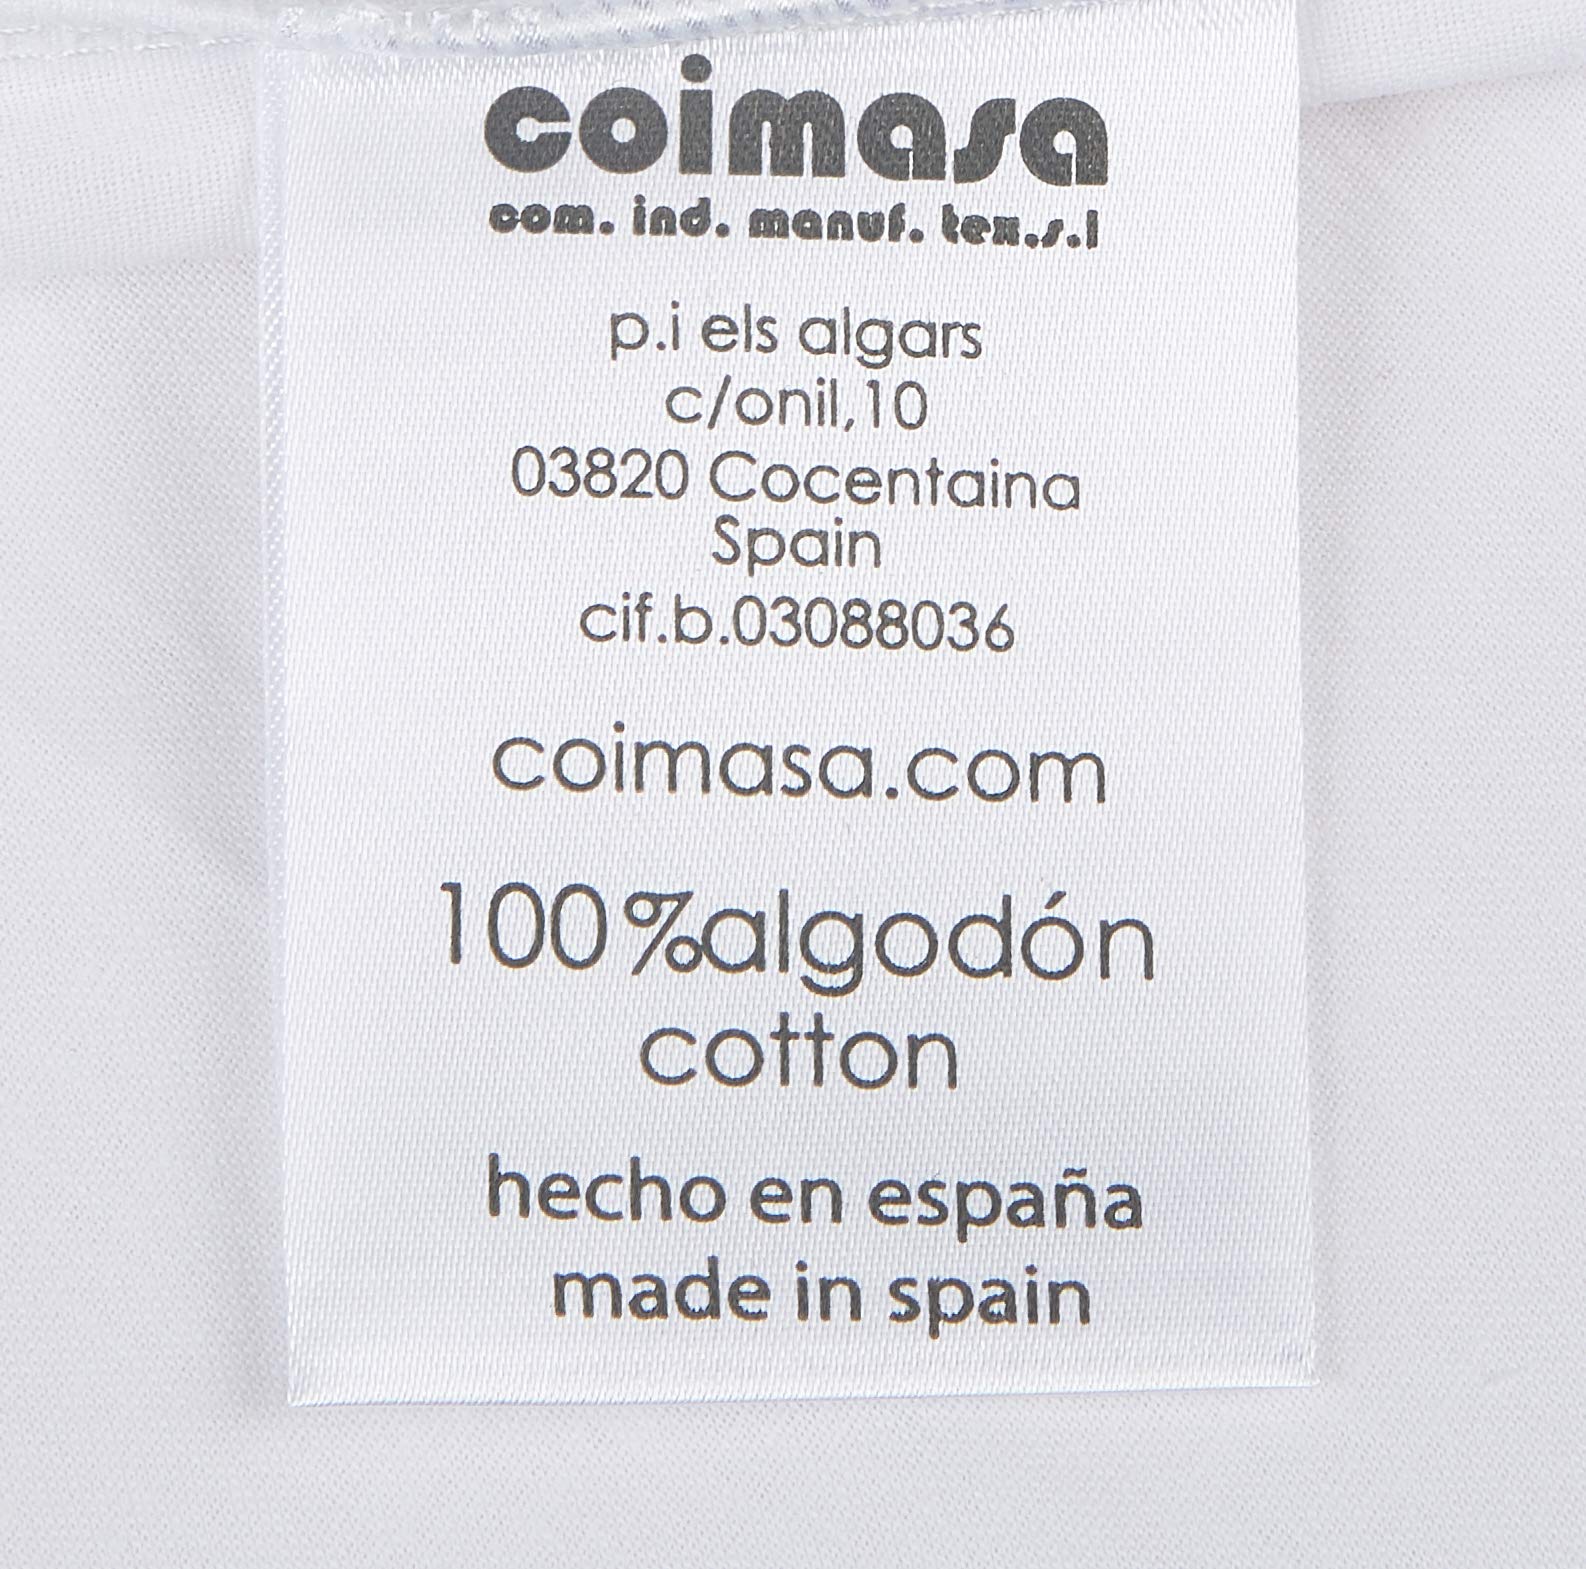 coimasa
com. ind. manuf. tex.s.l
p.i els algars
c/onil,10
03820 Cocentaina
Spain
cif.b.03088036
coimasa.com
100%algodón
cotton
hecho en españa
made in spain